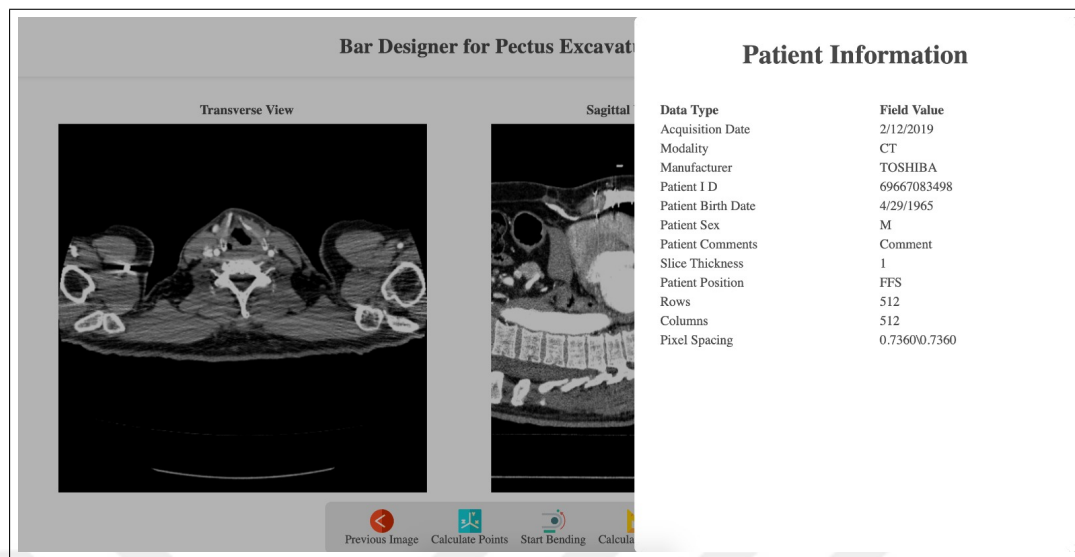 Bar Designer for Pectus Excavatu
Transverse View
Sagittal
Previous Image
Calculate Points
Start Bending
Calcula
Patient Information
Data Type Field Value
Acquisition Date 2/12/2019
Modality CT
Manufacturer TOSHIBA
Patient I D 69667083498
Patient Birth Date 4/29/1965
Patient Sex M
Patient Comments Comment
Slice Thickness 1
Patient Position FFS
Rows 512
Columns 512
Pixel Spacing 0.7360\0.7360